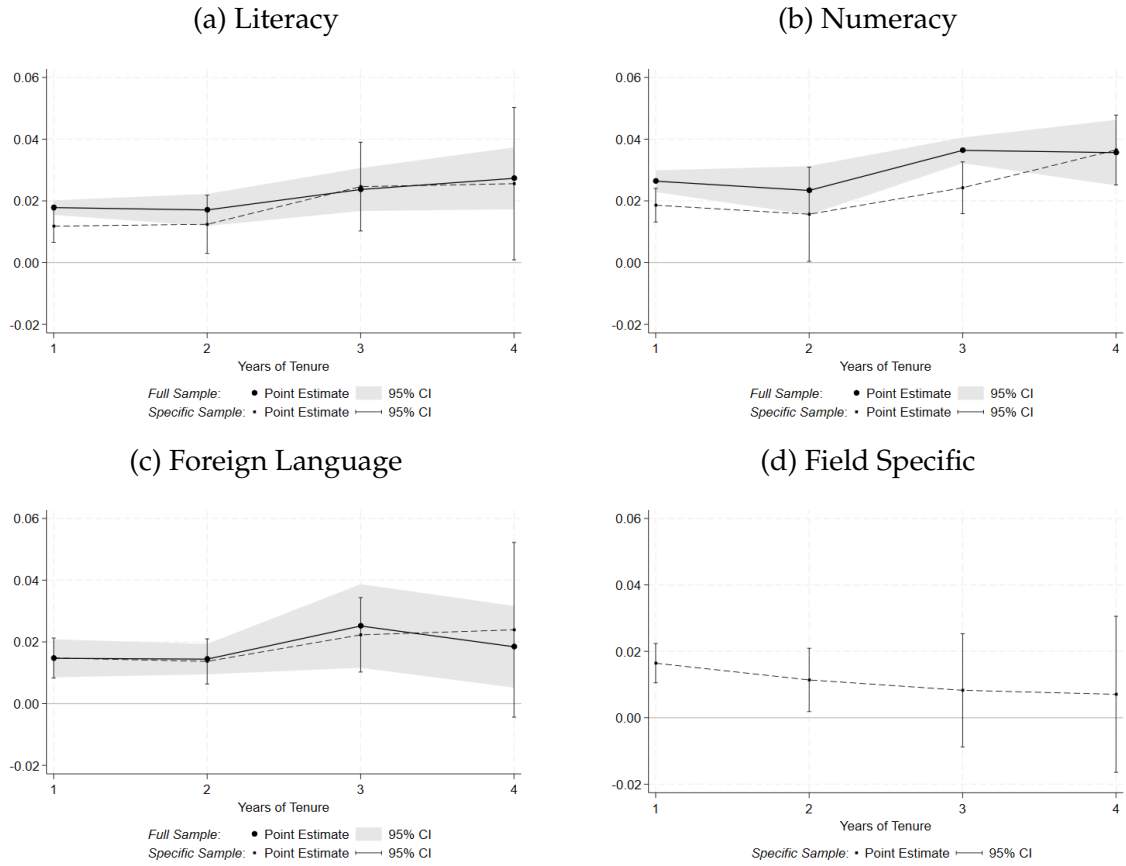 (a) Literacy
0.06
0.04
0.02
0.00
-0.02
1 2 3 4
Years of Tenure
Full Sample: Point Estimate 95% CI
Specific Sample: Point Estimate 95% CI
(b) Numeracy
0.06
0.04
0.02
0.00
-0.02
1 2 3 4
Years of Tenure
Full Sample: Point Estimate 95% CI
Specific Sample: Point Estimate 95% CI
(c) Foreign Language
0.06
0.04
0.02
0.00
-0.02
1 2 3 4
Years of Tenure
Full Sample: Point Estimate 95% CI
Specific Sample: Point Estimate 95% CI
(d) Field Specific
0.06
0.04
0.02
0.00
-0.02
1 2 3 4
Years of Tenure
Specific Sample: Point Estimate 95% CI